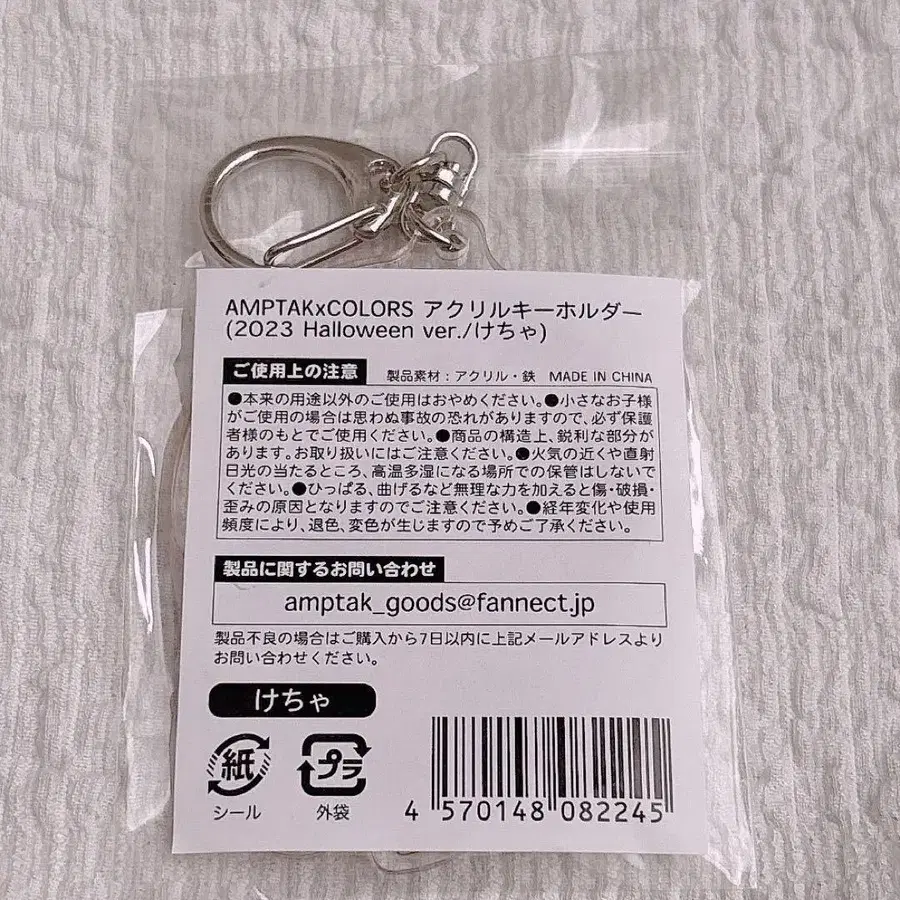 AMPTAKxCOLORS アクリルキーホルダー
(2023 Halloween ver./けちゃ)
ご使用上の注意 製品素材:アクリル・鉄 MADE IN CHINA
●本来の用途以外のご使用はおやめください。●小さなお子様
がご使用の場合は思わぬ事故の恐れがありますので、必ず保護
者様のもとでご使用ください。●商品の構造上、鋭利な部分が
あります。お取り扱いにはご注意ください。●火気の近くや直射
日光の当たるところ、高温多湿になる場所での保管はしないで
ください。●ひっぱる、曲げるなど無理な力を加えると傷・破損・
歪みの原因となりますのでご注意ください。●経年変化や使用
頻度により、退色、変色が生じますので予めご了承ください。
製品に関するお問い合わせ
amptak_goods@fannect.jp
製品不良の場合はご購入から7日以内に上記メールアドレスより
お問い合わせください。
けちゃ
紙 プラ
シール 外袋
4 570148 082245